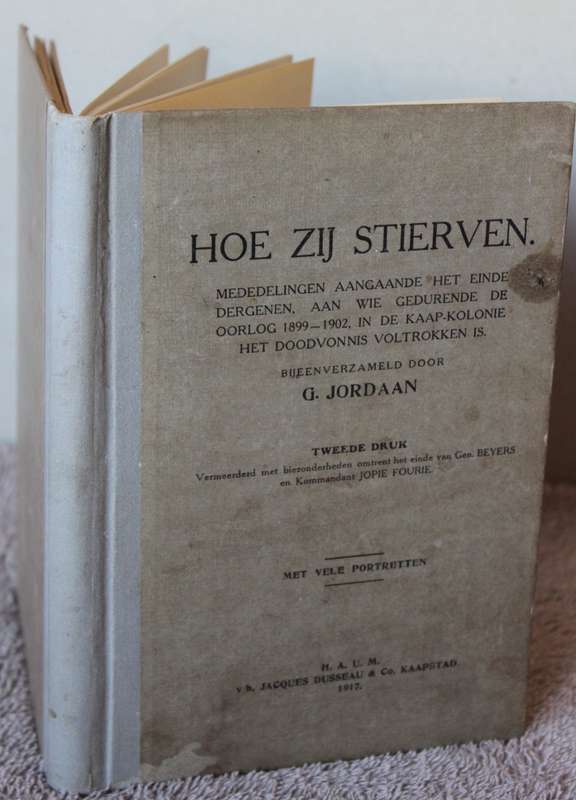 HOE ZIJ STIERVEN.
MEDEDELINGEN AANGAANDE HET EINDE
DERGENEN, AAN WIE GEDURENDE DE
OORLOG 1899—1902, IN DE KAAP-KOLONIE
HET DOODVONNIS VOLTROKKEN IS.
BIJEENVERZAMELD DOOR
G. JORDAAN
TWEEDE DRUK
Vermeerderd met biezonderheden omtrent het einde van Gen. BEYERS
en Kommandant JOPIE FOURIE.
MET VELE PORTRETTEN
H. A. U. M.
v h. JACQUES DUSSEAU & Co. KAAPSTAD.
1917.